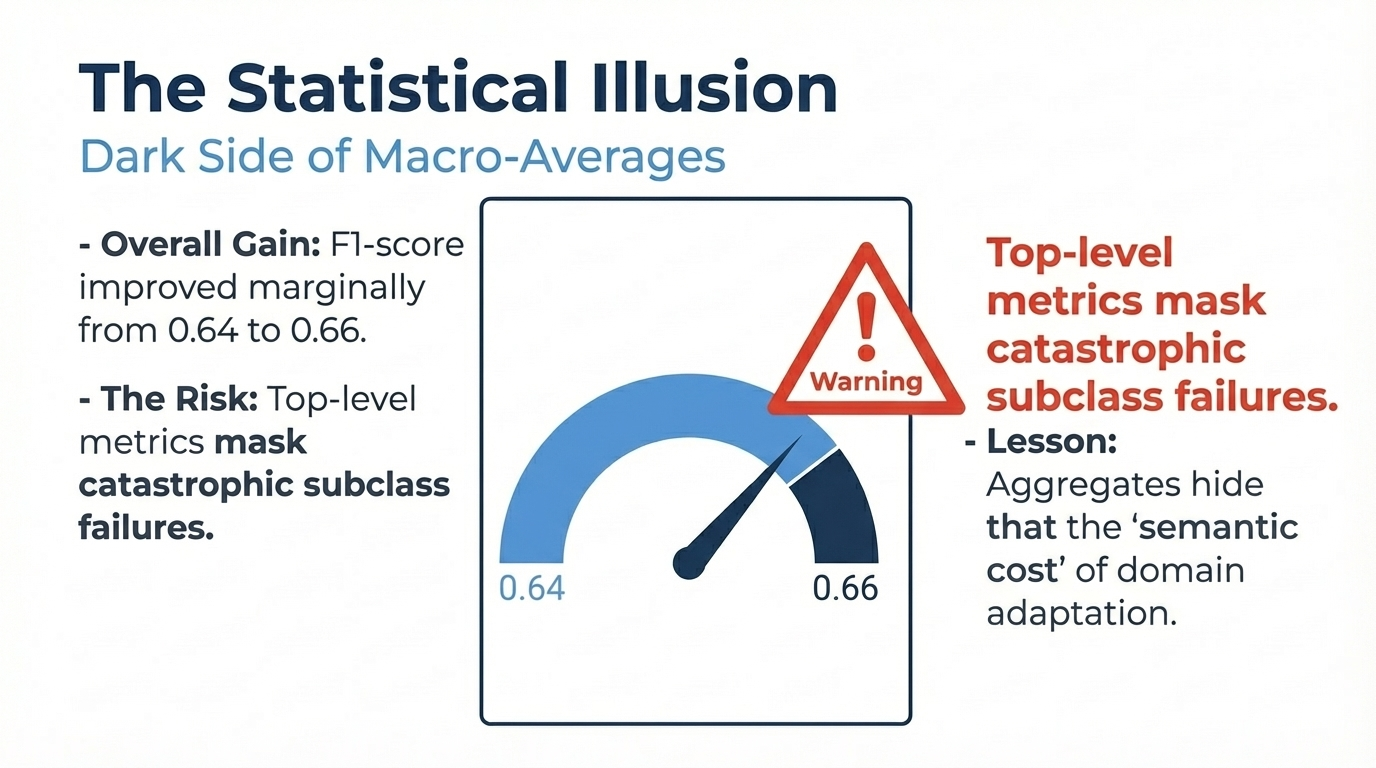 The Statistical Illusion
Dark Side of Macro-Averages
- Overall Gain: F1-score
improved marginally
from 0.64 to 0.66.
- The Risk: Top-level
metrics mask
catastrophic subclass
failures.
Warning
0.64
0.66
Top-level
metrics mask
catastrophic
subclass failures.
- Lesson:
Aggregates hide
that the ‘semantic
cost’ of domain
adaptation.